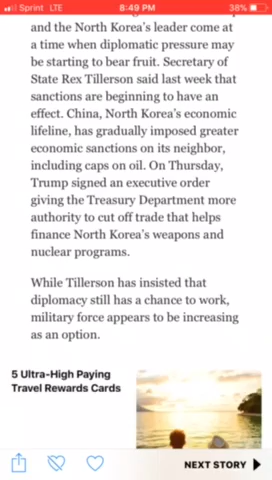 Sprint LTE 8:49 PM 38%
and the North Korea's leader come at
a time when diplomatic pressure may
be starting to bear fruit. Secretary of
State Rex Tillerson said last week that
sanctions are beginning to have an
effect. China, North Korea's economic
lifeline, has gradually imposed greater
economic sanctions on its neighbor,
including caps on oil. On Thursday,
Trump signed an executive order
giving the Treasury Department more
authority to cut off trade that helps
finance North Korea's weapons and
nuclear programs.
While Tillerson has insisted that
diplomacy still has a chance to work,
military force appears to be increasing
as an option.
5 Ultra-High Paying
Travel Rewards Cards
NEXT STORY